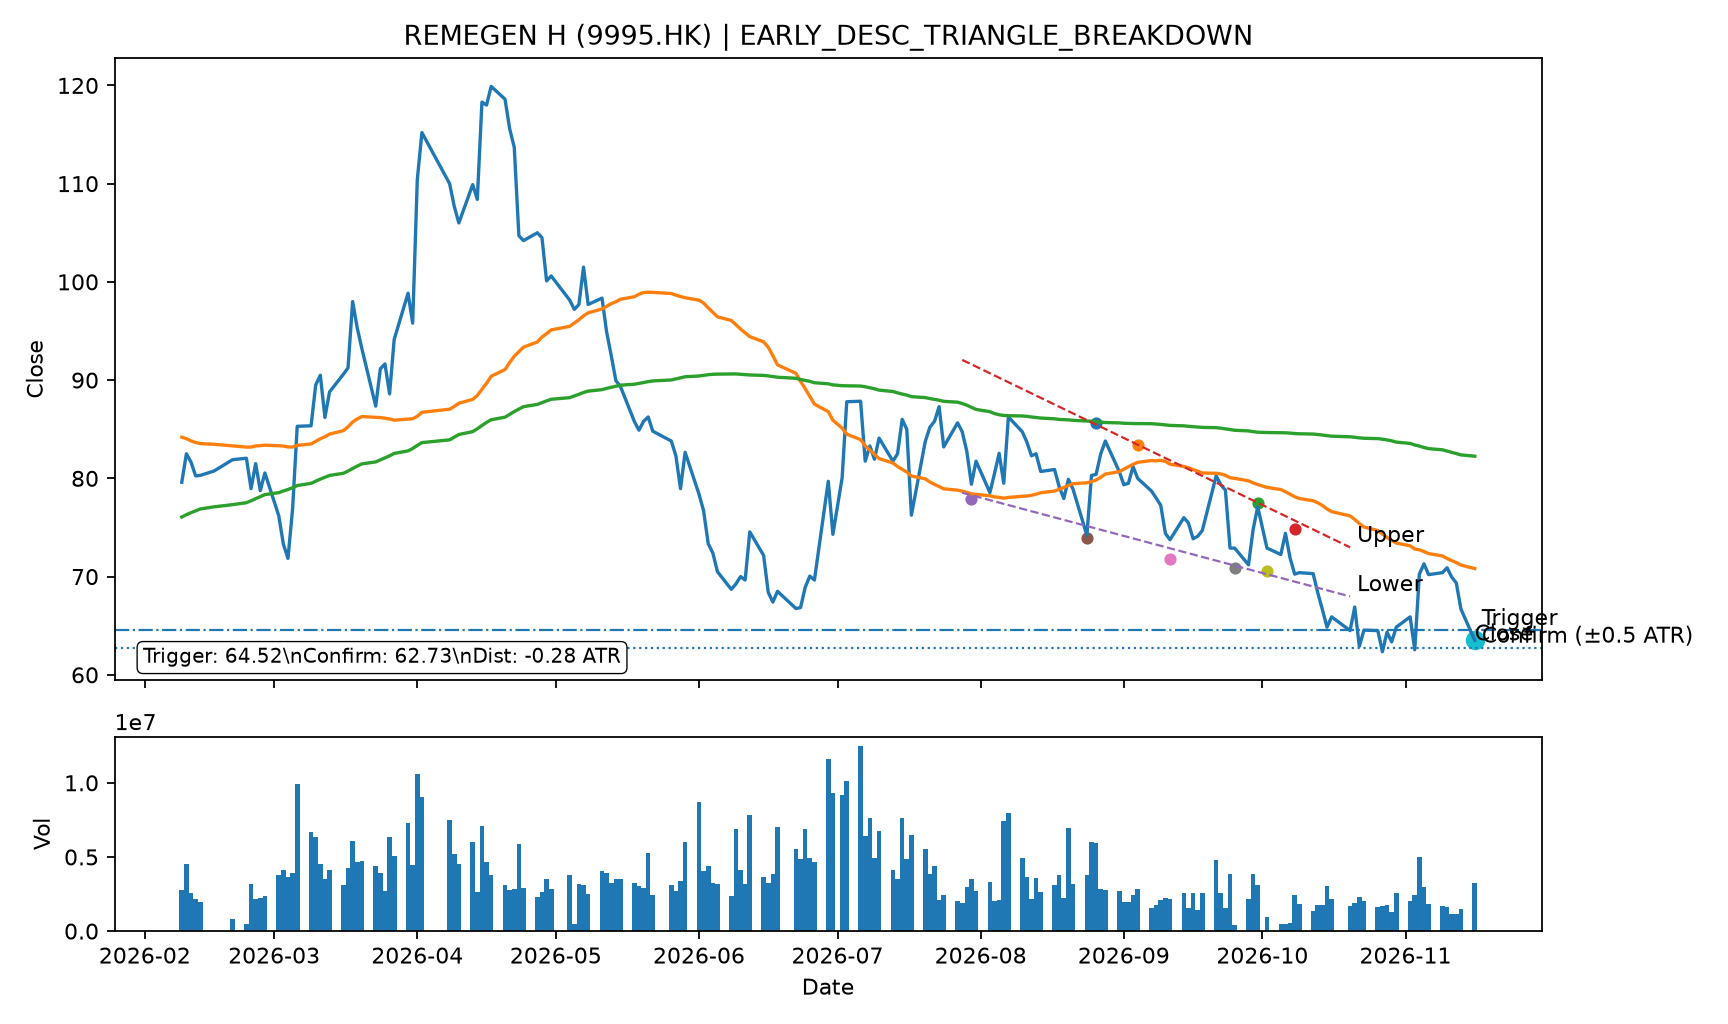 REMEGEN H (9995.HK) | EARLY_DESC_TRIANGLE_BREAKDOWN
Close
120
110
100
90
80
70
60
Upper
Lower
Trigger
Close
Confirm (±0.5 ATR)
Trigger: 64.52\nConfirm: 62.73\nDist: -0.28 ATR
1e7
Vol
1.0
0.5
0.0
2026-02 2026-03 2026-04 2026-05 2026-06 2026-07 2026-08 2026-09 2026-10 2026-11
Date